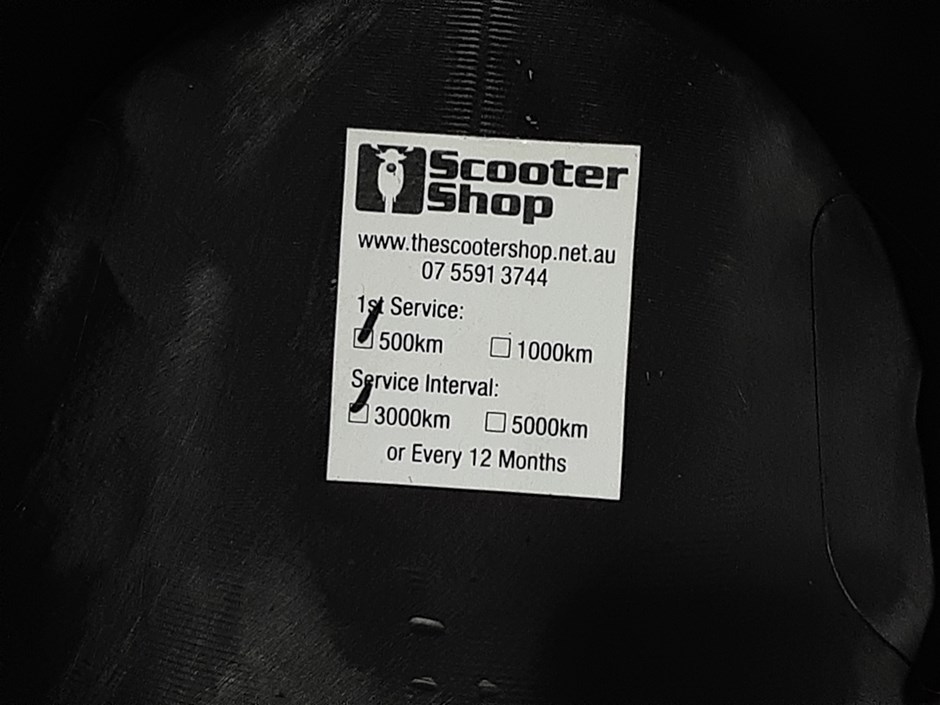 Scooter
Shop
www.thescootershop.net.au
07 5591 3744
1st Service:
500km 1000km
Service Interval:
3000km 5000km
or Every 12 Months